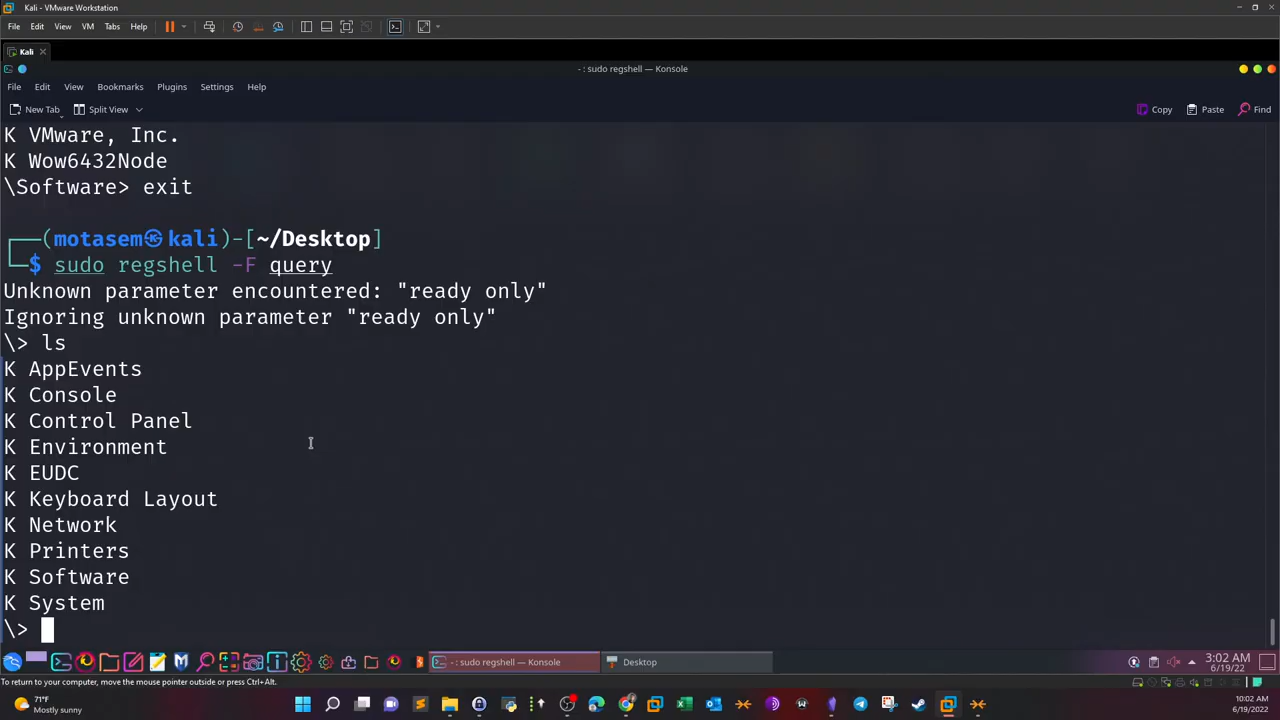 Kali - VMware Workstation
File Edit View VM Tabs Help
Kali
- : sudo regshell — Konsole
File Edit View Bookmarks Plugins Settings Help
New Tab Split View Copy Paste Find
K VMware, Inc.
K Wow6432Node
\Software> exit
┌──(motasem㉿kali)-[~/Desktop]
└─$ sudo regshell -F query
Unknown parameter encountered: "ready only"
Ignoring unknown parameter "ready only"
\> ls
K AppEvents
K Console
K Control Panel
K Environment
K EUDC
K Keyboard Layout
K Network
K Printers
K Software
K System
\>
- : sudo regshell — Konsole Desktop 3:02 AM
6/19/22
To return to your computer, move the mouse pointer outside or press Ctrl+Alt.
71°F
Mostly sunny
10:02 AM
6/19/2022